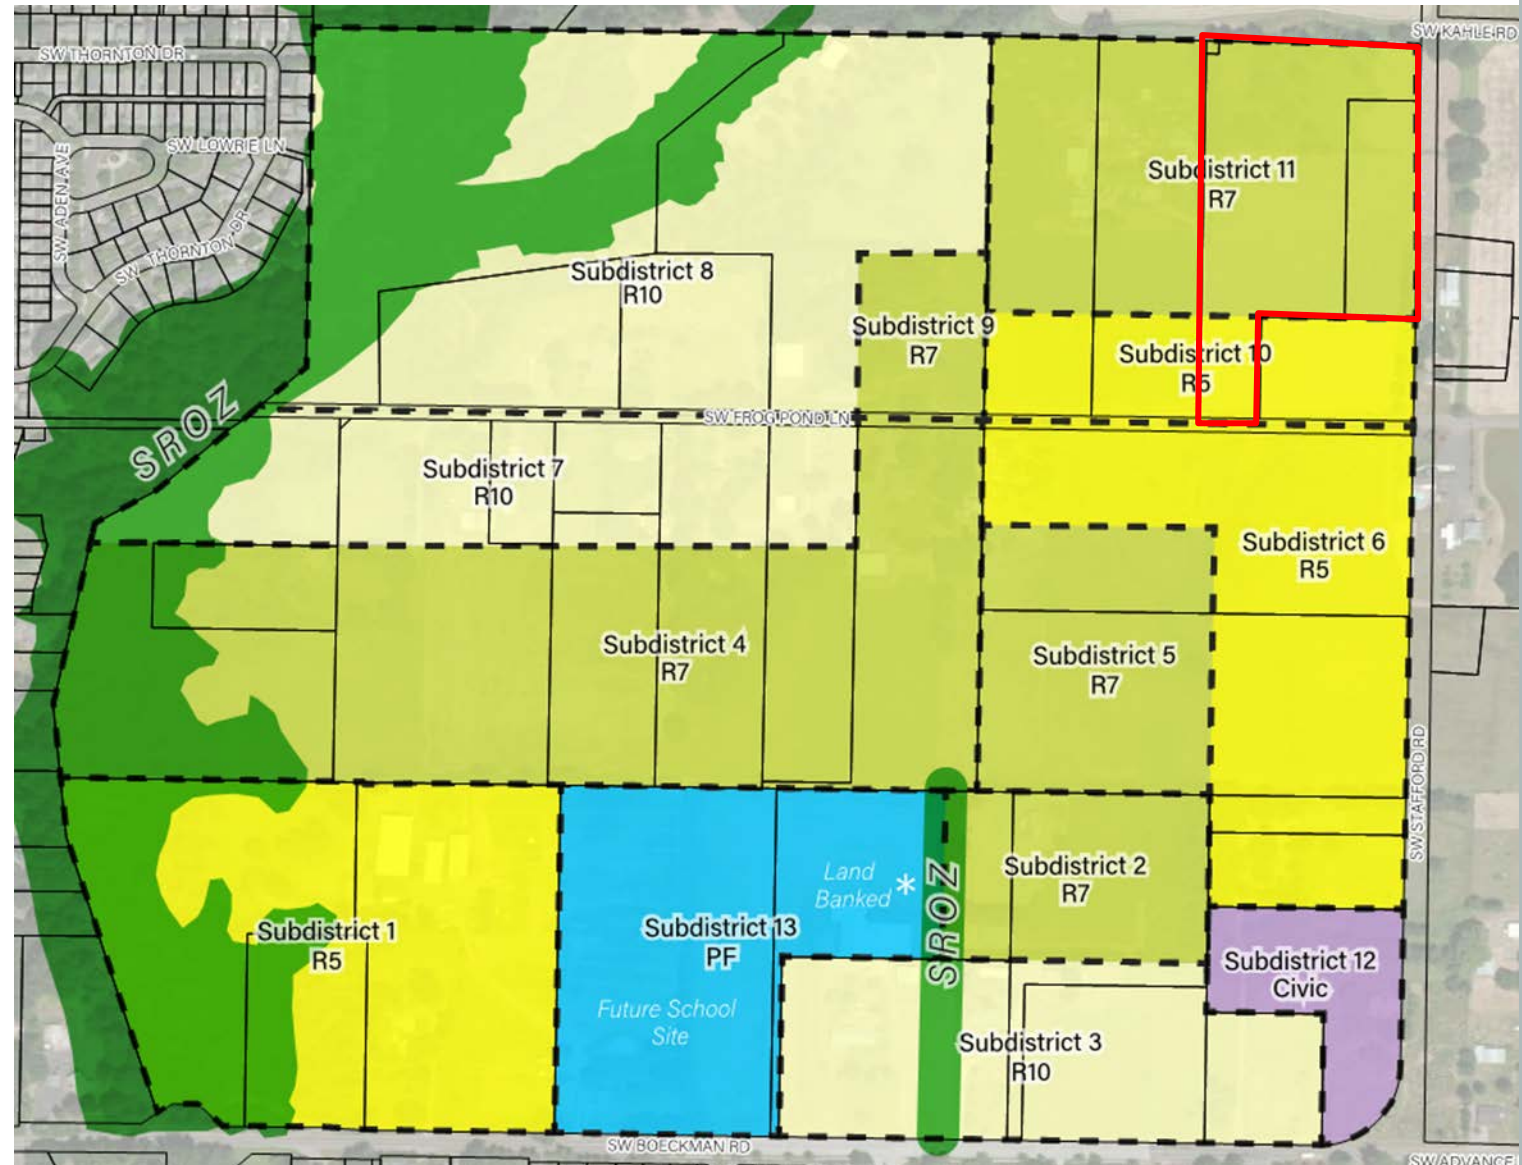 SW KAHLE RD
SW THORNTON DR
SW LOWRIE LN
SW ADEN AVE
SW THORNTON DR
Subdistrict 11
R7
Subdistrict 8
R10
Subdistrict 9
R7
Subdistrict 10
R5
SROZ
SW FROG POND LN
Subdistrict 7
R10
Subdistrict 6
R5
Subdistrict 4
R7
Subdistrict 5
R7
SW STAFFORD RD
Land
Banked *
SROZ
Subdistrict 2
R7
Subdistrict 1
R5
Subdistrict 13
PF
Subdistrict 12
Civic
Future School
Site
Subdistrict 3
R10
SW BOECKMAN RD
SW ADVANCE